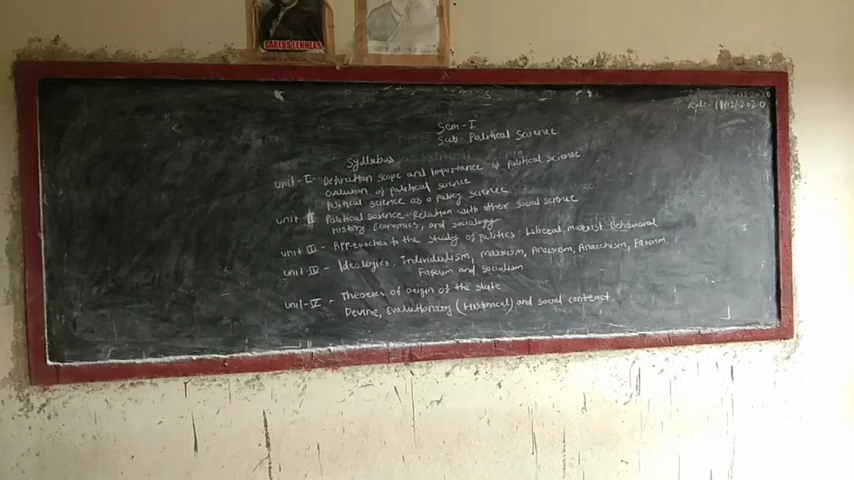 CARLOS LENNEAS
Date - 11/12/2020
Sem - I
Sub - Political Science
Syllabus
Unit - I - Definition scope and Importance of political science
evolution of political science
Political science as a policy science
Unit II Political science - Relation with other social science
History Economics, and sociology
Unit III - Approaches to the study of politics: Liberal, marxist Behavioral
Unit IV - Ideologies: Individualism, Marxism, Anarchism, Fascism
Fascism and socialism
Unit - V - Theories of origin of the state
Devine, Evolutionary (Historical) and social contract.